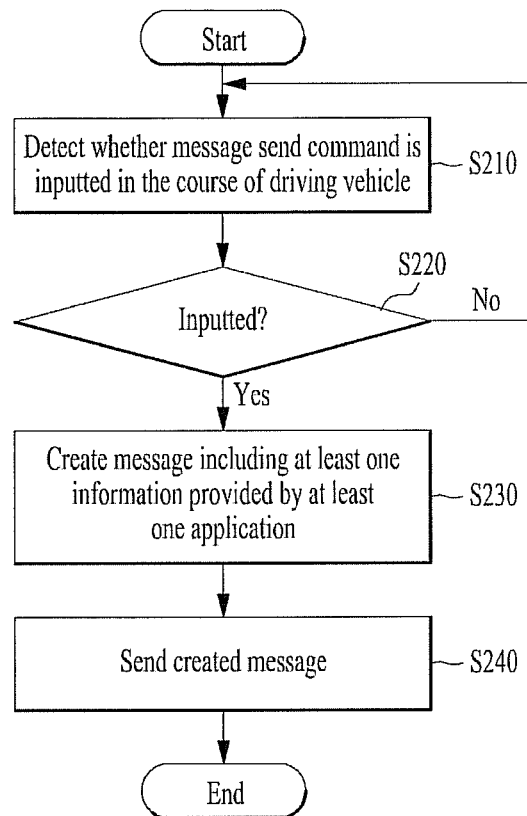 Start
Detect whether message send command is
inputted in the course of driving vehicle
S210
S220
Inputted?
No
Yes
Create message including at least one
information provided by at least
one application
S230
Send created message
S240
End